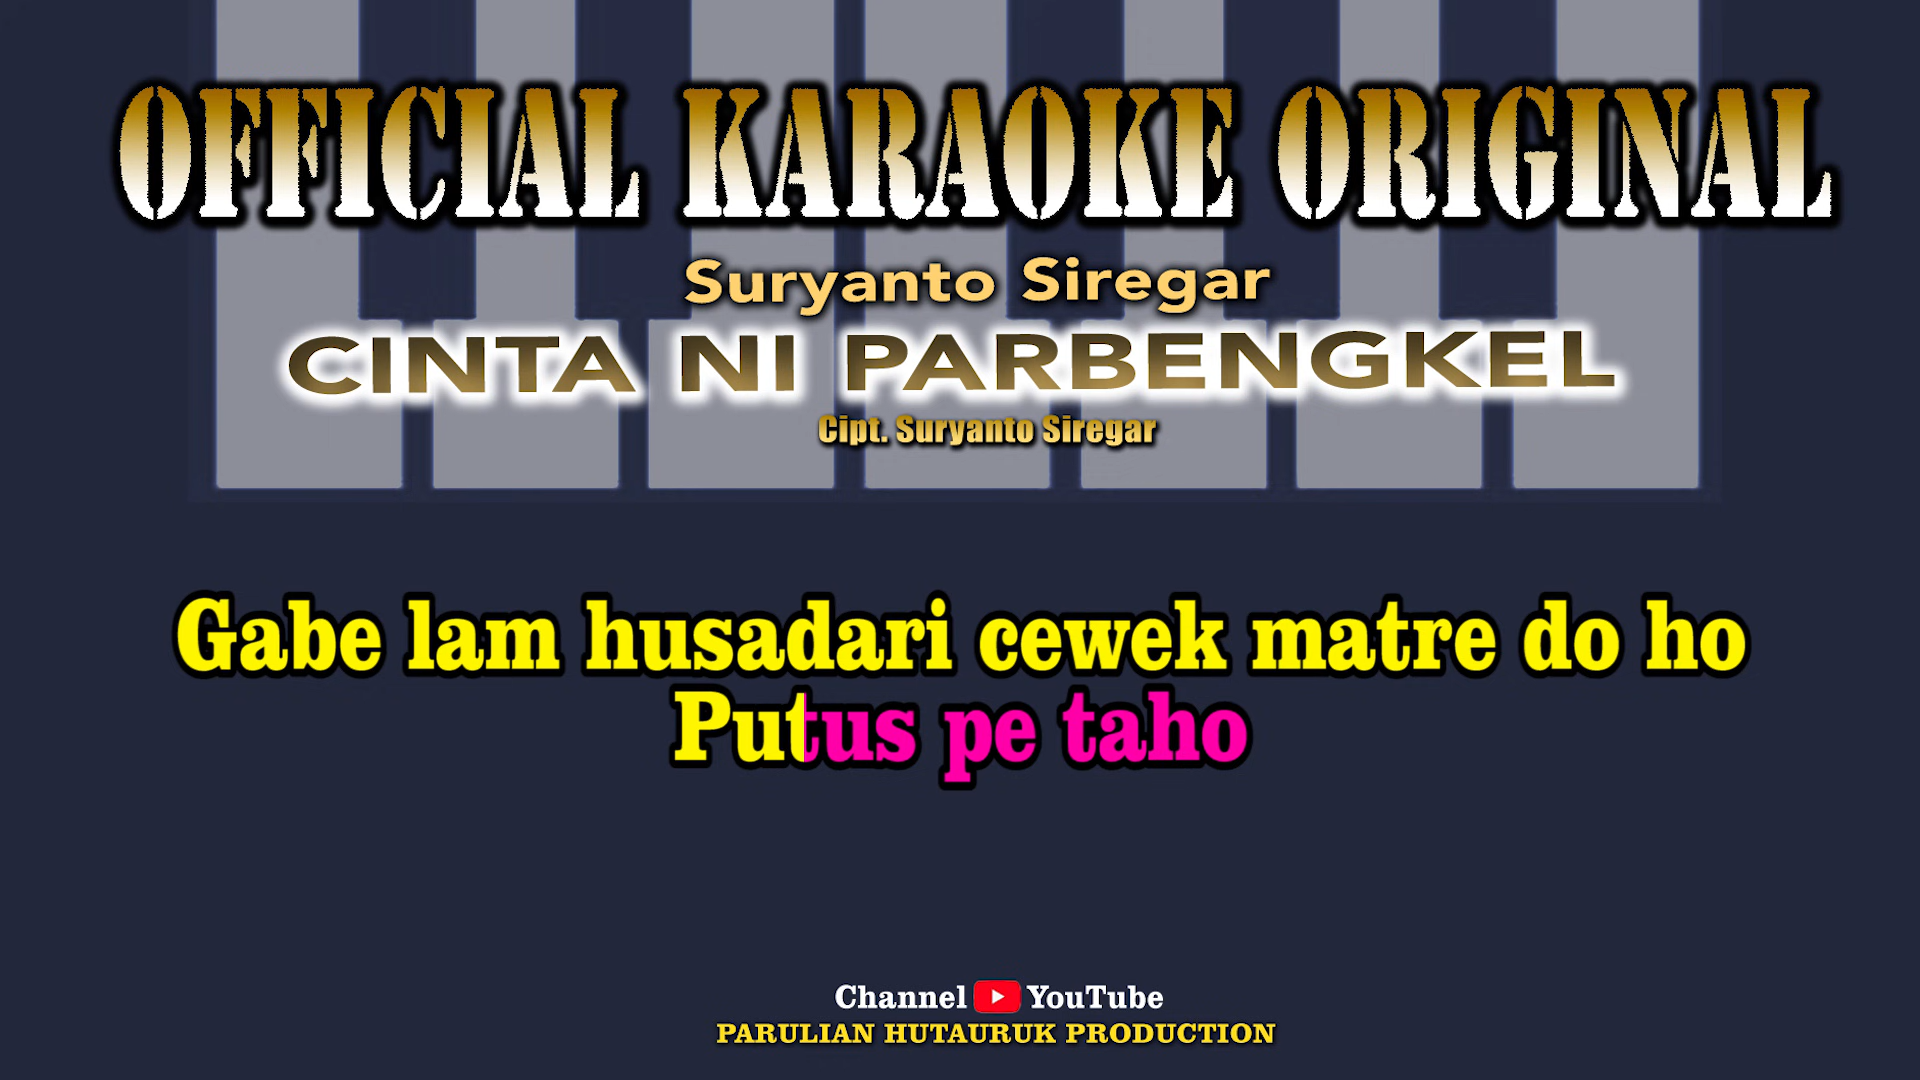 OFFICIAL KARAOKE ORIGINAL
Suryanto Siregar
CINTA NI PARBENGKEL
Cipt. Suryanto Siregar
Gabe lam husadari cewek matre do ho
Putus pe taho
Channel YouTube
PARULIAN HUTAURUK PRODUCTION